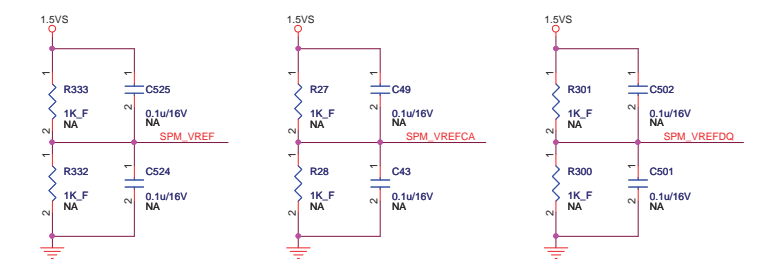 1.5VS
1
R333
1K_F
NA
2
1
C525
2
0.1u/16V
NA
SPM_VREF
1
R332
1K_F
NA
2
1
C524
2
0.1u/16V
NA
1.5VS
1
R27
1K_F
NA
2
1
C49
2
0.1u/16V
NA
SPM_VREFCA
1
R28
1K_F
NA
2
1
C43
2
0.1u/16V
NA
1.5VS
1
R301
1K_F
NA
2
1
C502
2
0.1u/16V
NA
SPM_VREFDQ
1
R300
1K_F
NA
2
1
C501
2
0.1u/16V
NA